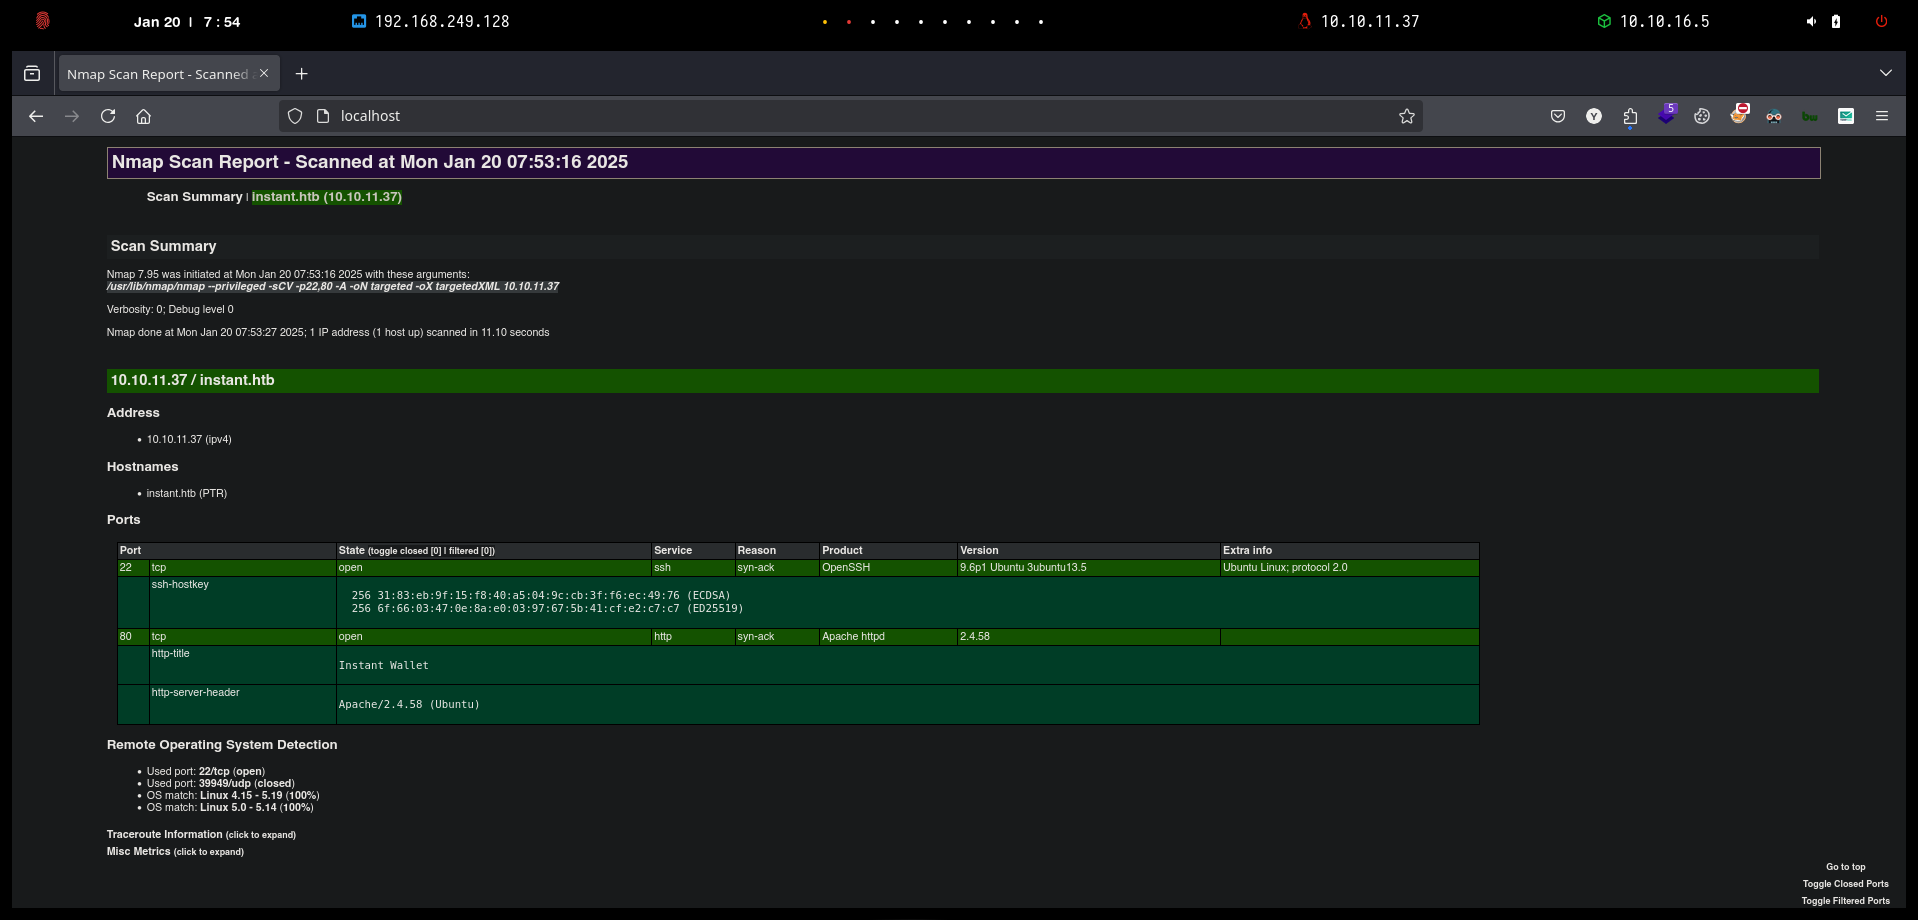 Jan 20 | 7:54 192.168.249.128 10.10.11.37 10.10.16.5
Nmap Scan Report - Scanned
localhost
5
Y
bw
Nmap Scan Report - Scanned at Mon Jan 20 07:53:16 2025
Scan Summary | instant.htb (10.10.11.37)
Scan Summary
Nmap 7.95 was initiated at Mon Jan 20 07:53:16 2025 with these arguments:
/usr/lib/nmap/nmap --privileged -sCV -p22,80 -A -oN targeted -oX targetedXML 10.10.11.37
Verbosity: 0; Debug level 0
Nmap done at Mon Jan 20 07:53:27 2025; 1 IP address (1 host up) scanned in 11.10 seconds
10.10.11.37 / instant.htb
Address
• 10.10.11.37 (ipv4)
Hostnames
• instant.htb (PTR)
Ports
Port State (toggle closed [0] | filtered [0]) Service Reason Product Version Extra info
22 tcp open ssh syn-ack OpenSSH 9.6p1 Ubuntu 3ubuntu13.5 Ubuntu Linux; protocol 2.0
ssh-hostkey
256 31:83:eb:9f:15:f8:40:a5:04:9c:cb:3f:f6:ec:49:76 (ECDSA)
256 6f:66:03:47:0e:8a:e0:03:97:67:5b:41:cf:e2:c7:c7 (ED25519)
80 tcp open http syn-ack Apache httpd 2.4.58
http-title
Instant Wallet
http-server-header
Apache/2.4.58 (Ubuntu)
Remote Operating System Detection
• Used port: 22/tcp (open)
• Used port: 39949/udp (closed)
• OS match: Linux 4.15 - 5.19 (100%)
• OS match: Linux 5.0 - 5.14 (100%)
Traceroute Information (click to expand)
Misc Metrics (click to expand)
Go to top
Toggle Closed Ports
Toggle Filtered Ports